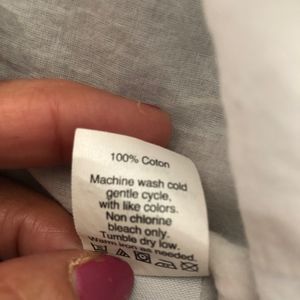 100% Coton
Machine wash cold
gentle cycle,
with like colors.
Non chlorine
bleach only.
Tumble dry low.
Warm iron as needed.